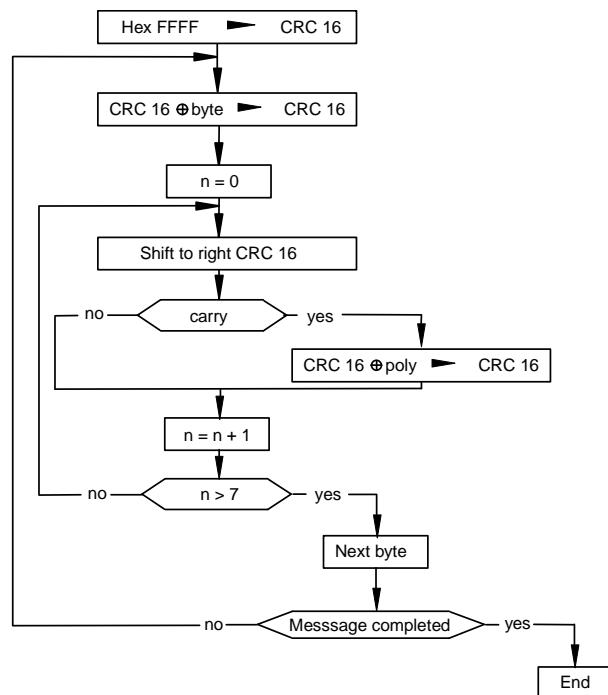 Hex FFFF ► CRC 16
CRC 16 ⊕ byte ► CRC 16
n = 0
Shift to right CRC 16
no carry yes
CRC 16 ⊕ poly ► CRC 16
n = n + 1
no n > 7 yes
Next byte
no Messsage completed yes
End